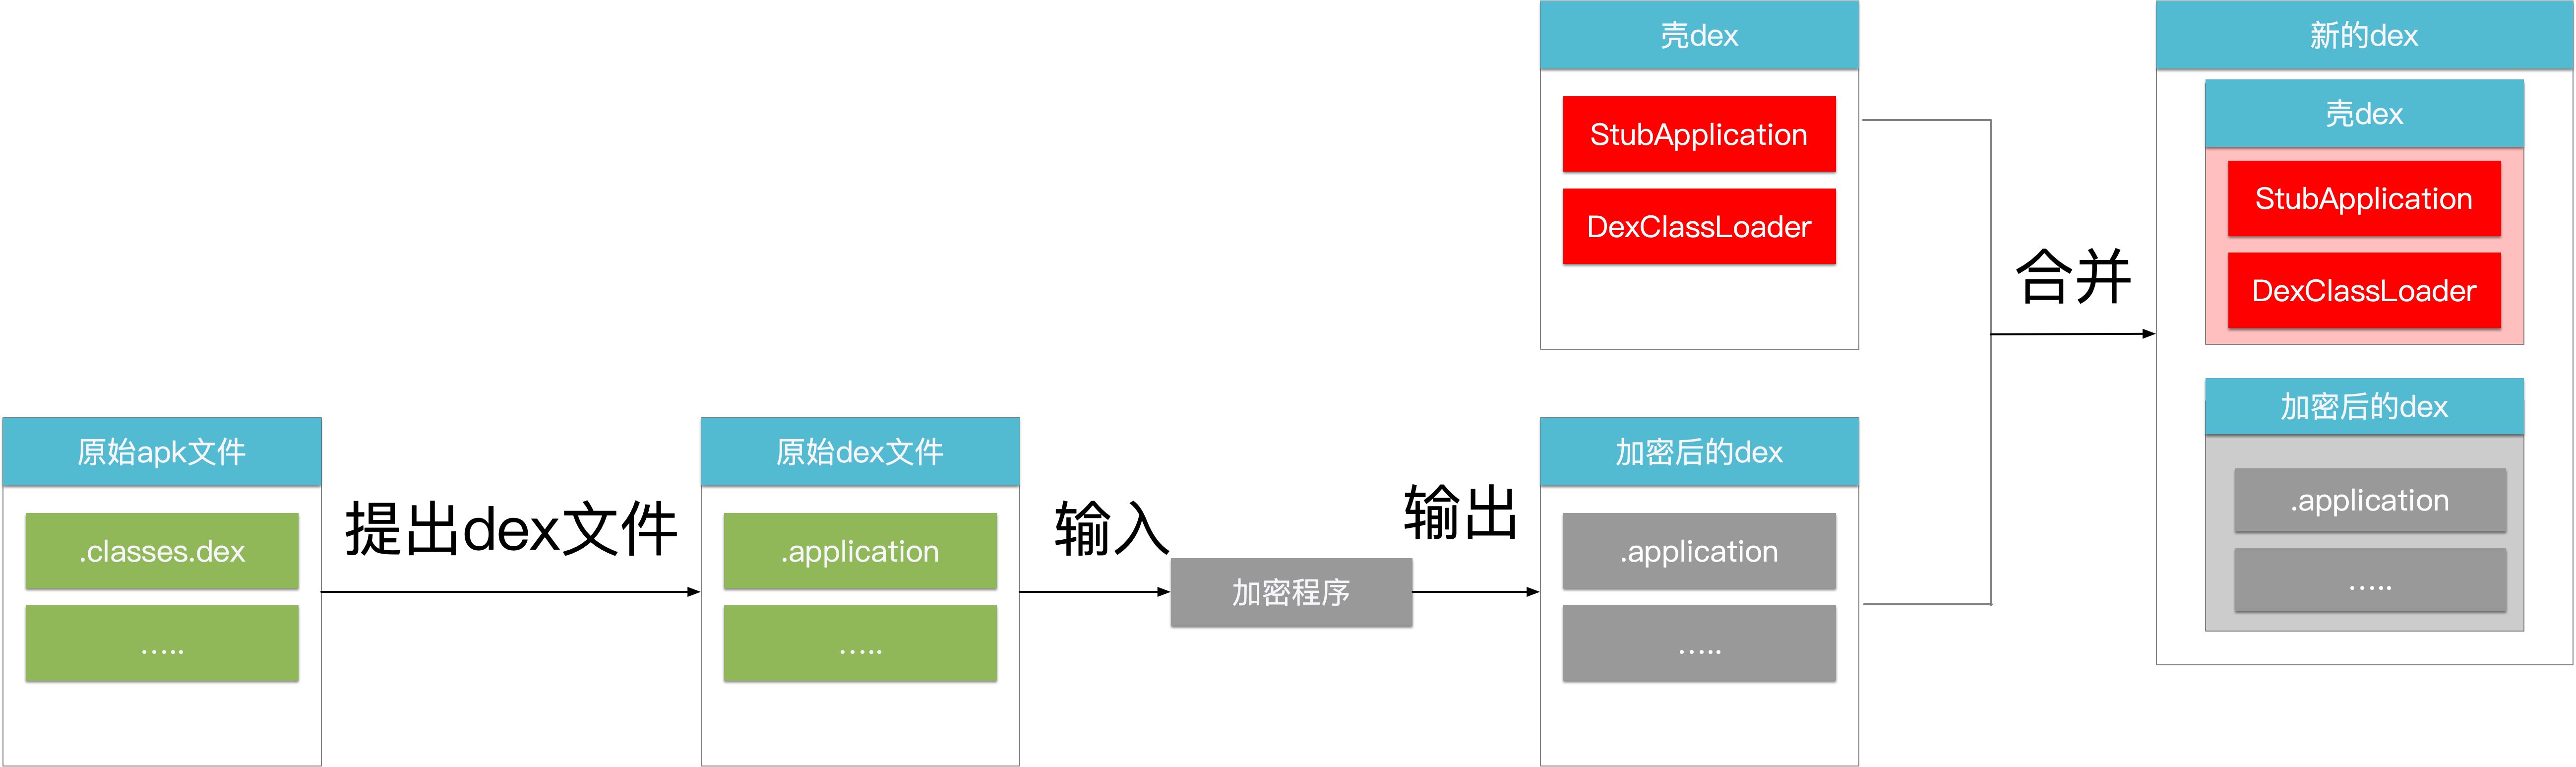 原始apk文件
.classes.dex
.....
提出dex文件
原始dex文件
.application
.....
输入
加密程序
输出
壳dex
StubApplication
DexClassLoader
加密后的dex
.application
.....
合并
新的dex
壳dex
StubApplication
DexClassLoader
加密后的dex
.application
.....